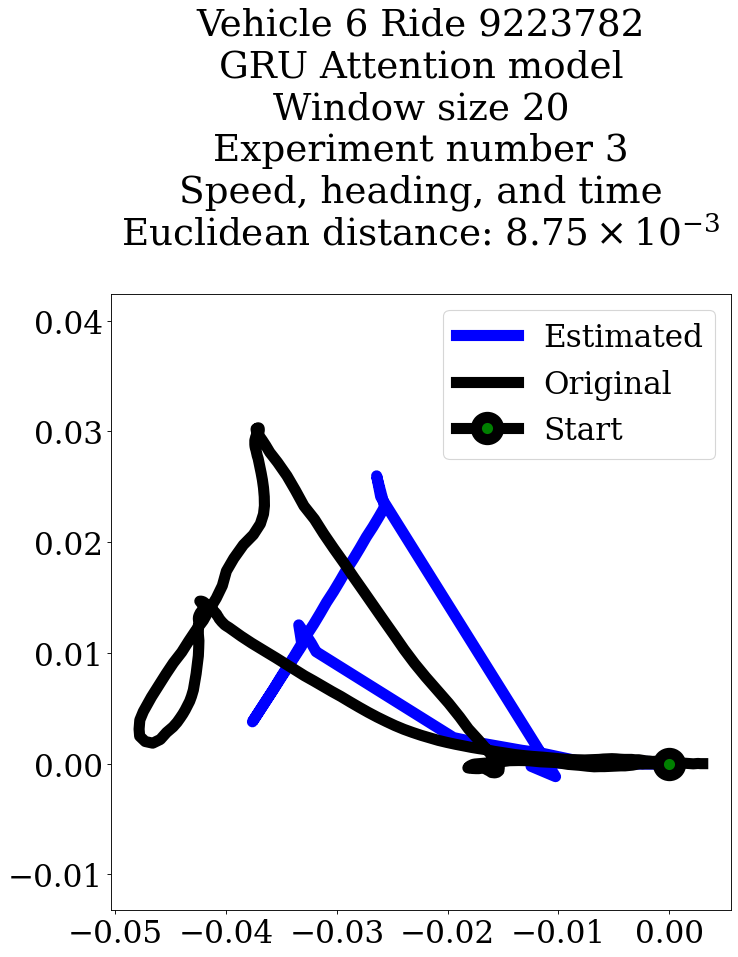 Vehicle 6 Ride 9223782
GRU Attention model
Window size 20
Experiment number 3
Speed, heading, and time
Euclidean distance: 8.75 × 10⁻³
Estimated
Original
Start
0.04
0.03
0.02
0.01
0.00
−0.01
−0.05 −0.04 −0.03 −0.02 −0.01 0.00